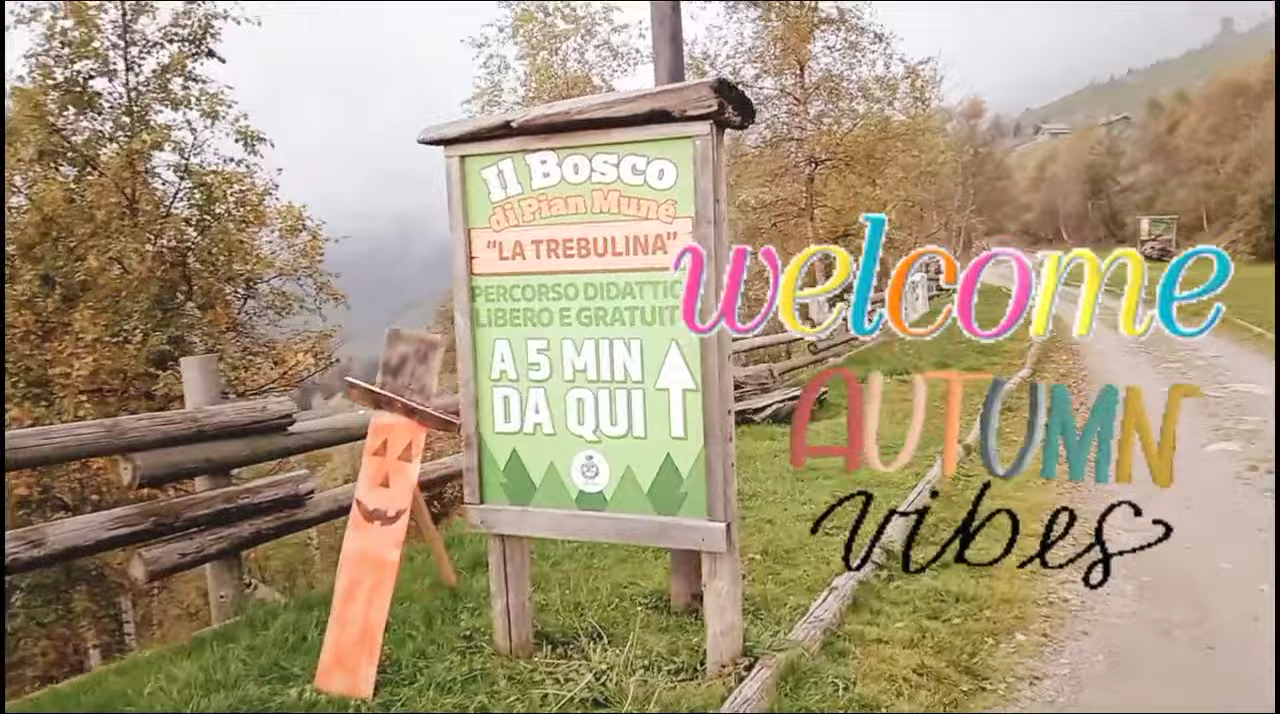 Il Bosco
di Pian Munè
"LA TREBULINA"
PERCORSO DIDATTIC
LIBERO E GRATUIT
A 5 MIN
DA QUI
welcome
AUTUMN
vibes